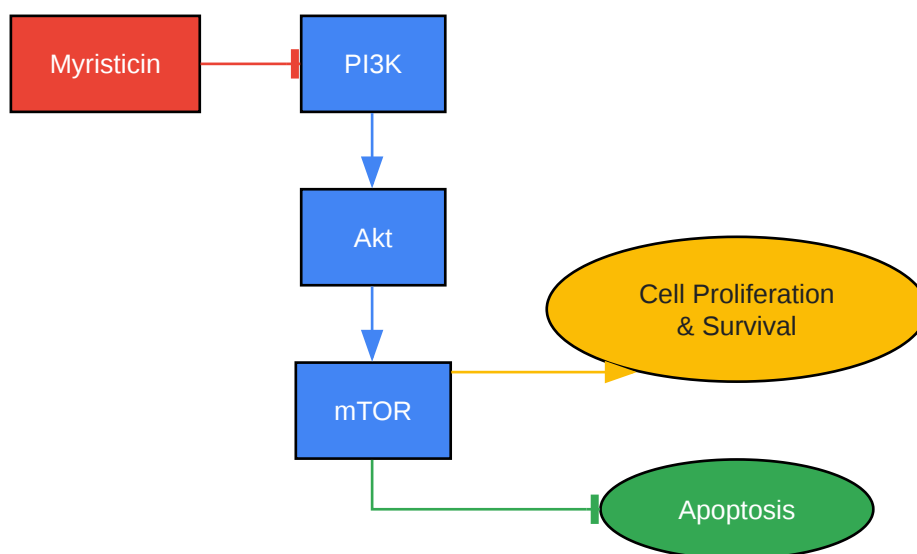 Myristicin
PI3K
Akt
Cell Proliferation
& Survival
mTOR
Apoptosis